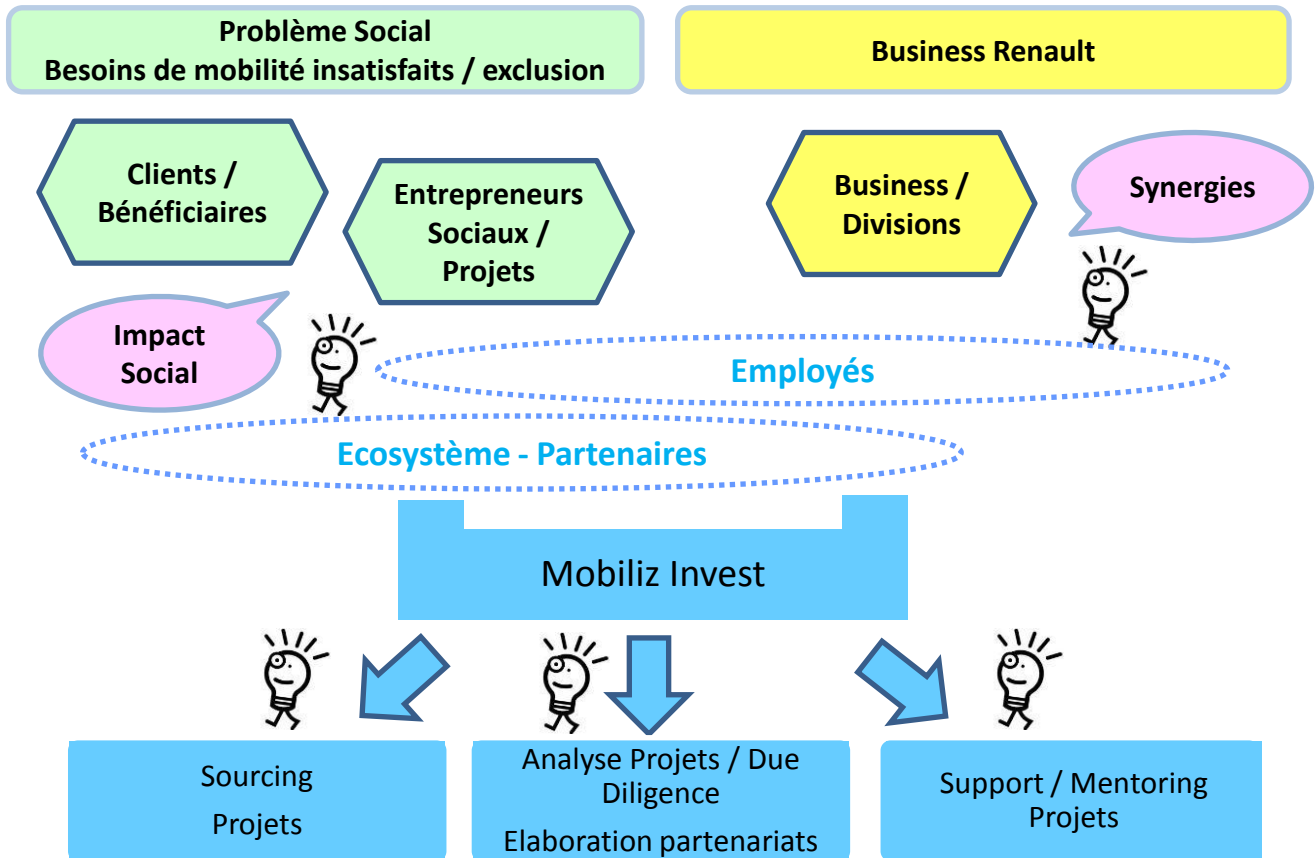 Problème Social
Besoins de mobilité insatisfaits / exclusion
Business Renault
Clients /
Bénéficiaires
Entrepreneurs
Sociaux /
Projets
Business /
Divisions
Synergies
Impact
Social
Employés
Ecosystème - Partenaires
Mobiliz Invest
Sourcing
Projets
Analyse Projets / Due
Diligence
Elaboration partenariats
Support / Mentoring
Projets